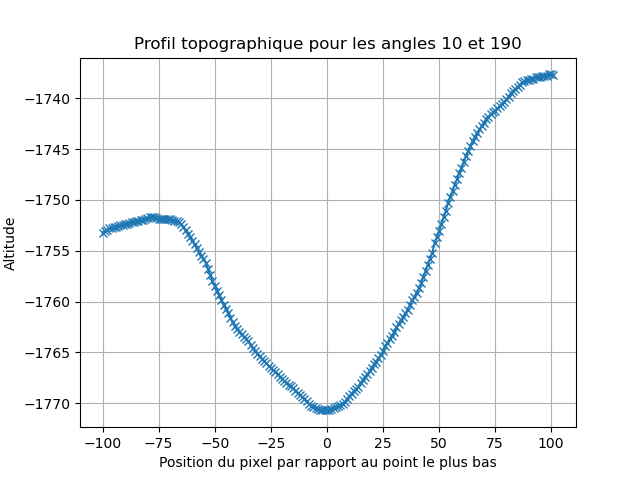 Profil topographique pour les angles 10 et 190
Altitude
−1740
−1745
−1750
−1755
−1760
−1765
−1770
−100 −75 −50 −25 0 25 50 75 100
Position du pixel par rapport au point le plus bas